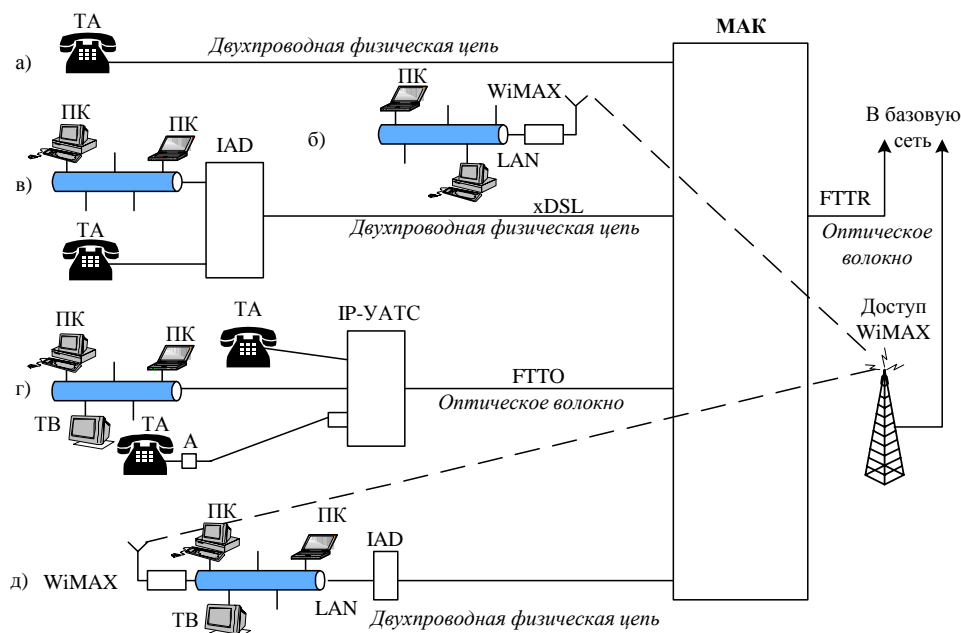 ТА
МАК
а)
Двухпроводная физическая цепь
ПК
WiMAX
ПК
ПК
б)
LAN
В базовую
сеть
IAD
в)
xDSL
FTTR
Двухпроводная физическая цепь
Оптическое
волокно
ТА
ТА
IP-УАТС
Доступ
WiMAX
ПК
ПК
г)
FTTO
Оптическое волокно
ТВ
ТА
А
ПК
ПК
IAD
д)
WiMAX
LAN
ТВ
Двухпроводная физическая цепь